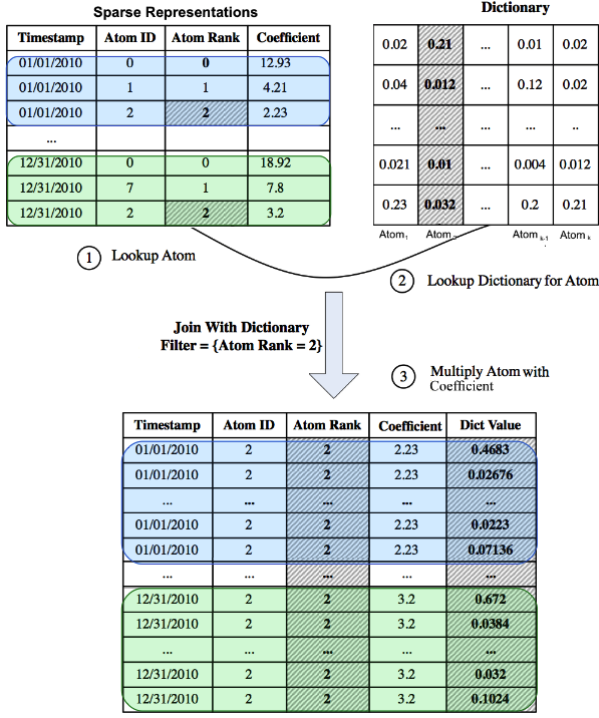 Sparse Representations
Timestamp Atom ID Atom Rank Coefficient
01/01/2010 0 0 12.93
01/01/2010 1 1 4.21
01/01/2010 2 2 2.23
...
12/31/2010 0 0 18.92
12/31/2010 7 1 7.8
12/31/2010 2 2 3.2
Dictionary
0.02 0.21 ... 0.01 0.02
0.04 0.012 ... 0.12 0.02
... ... ... ..
0.021 0.01 0.004 0.012
0.23 0.032 ... 0.2 0.21
Atom1 Atom Atom k-1 Atom k
1 Lookup Atom
2 Lookup Dictionary for Atom
Join With Dictionary
Filter = {Atom Rank = 2}
3 Multiply Atom with
Coefficient
Timestamp Atom ID Atom Rank Coefficient Dict Value
01/01/2010 2 2 2.23 0.4683
01/01/2010 2 2 2.23 0.02676
... ... ... ... ...
01/01/2010 2 2 2.23 0.0223
01/01/2010 2 2 2.23 0.07136
... ... ... ... ...
12/31/2010 2 2 3.2 0.672
12/31/2010 2 2 3.2 0.0384
... ... ... ... ...
12/31/2010 2 2 3.2 0.032
12/31/2010 2 2 3.2 0.1024